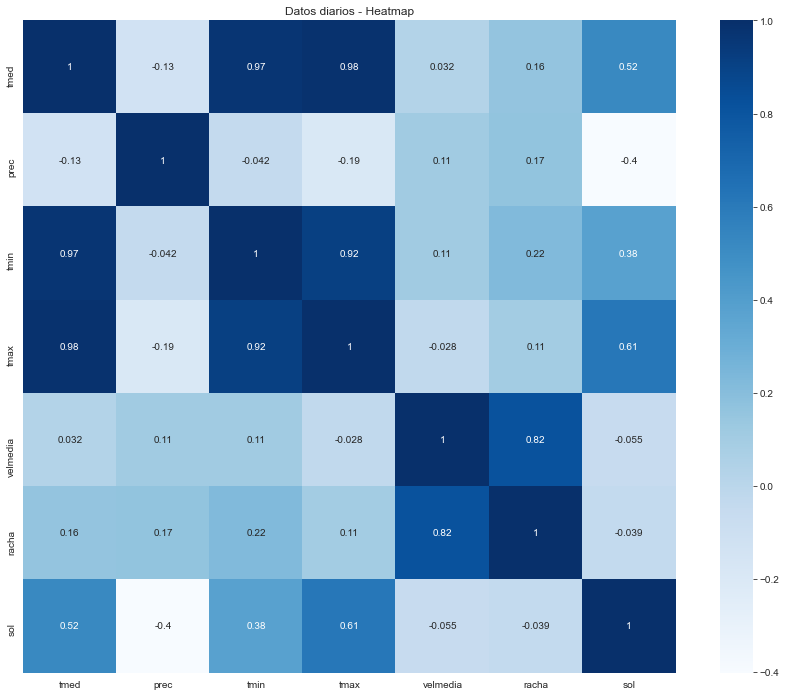 Datos diarios - Heatmap
tmed 1 -0.13 0.97 0.98 0.032 0.16 0.52
prec -0.13 1 -0.042 -0.19 0.11 0.17 -0.4
tmin 0.97 -0.042 1 0.92 0.11 0.22 0.38
tmax 0.98 -0.19 0.92 1 -0.028 0.11 0.61
velmedia 0.032 0.11 0.11 -0.028 1 0.82 -0.055
racha 0.16 0.17 0.22 0.11 0.82 1 -0.039
sol 0.52 -0.4 0.38 0.61 -0.055 -0.039 1
tmed prec tmin tmax velmedia racha sol
1.0
0.8
0.6
0.4
0.2
0.0
−0.2
−0.4